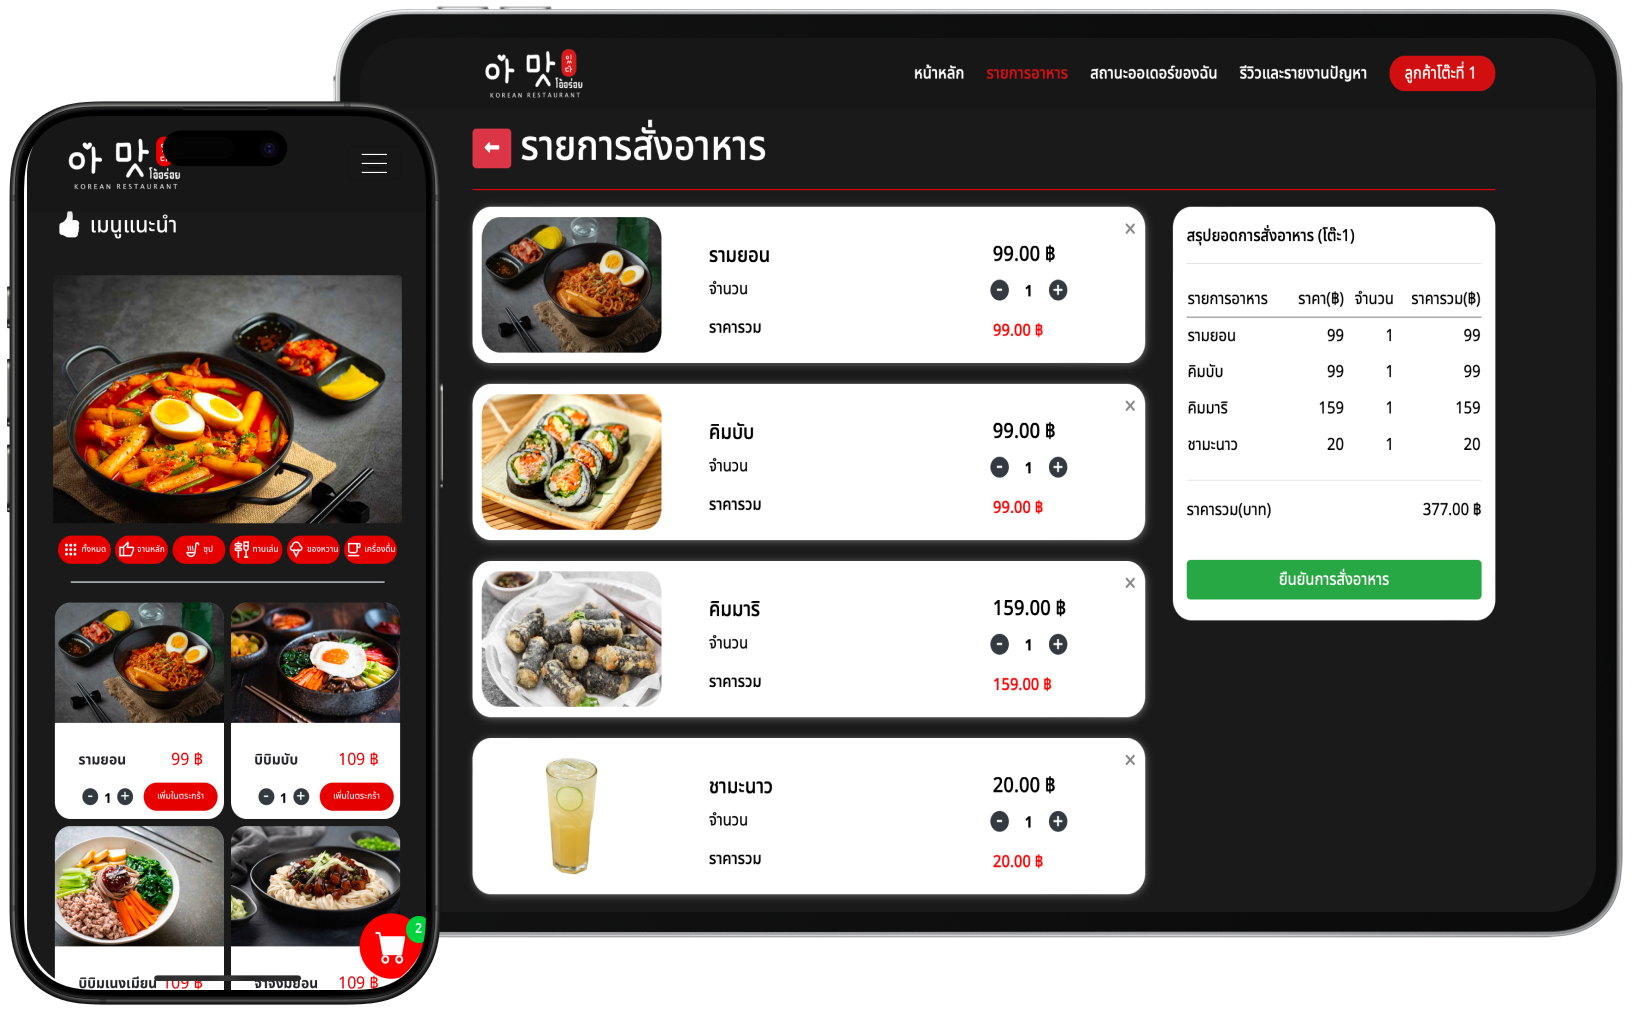 아 맛 있다
โอ้อร่อย
KOREAN RESTAURANT
หน้าหลัก รายการอาหาร สถานะออเดอร์ของฉัน รีวิวและรายงานปัญหา ลูกค้าโต๊ะที่ 1
รายการสั่งอาหาร
รามยอน 99.00 ฿
จำนวน - 1 +
ราคารวม 99.00 ฿
คิมบับ 99.00 ฿
จำนวน - 1 +
ราคารวม 99.00 ฿
คิมมาริ 159.00 ฿
จำนวน - 1 +
ราคารวม 159.00 ฿
ชามะนาว 20.00 ฿
จำนวน - 1 +
ราคารวม 20.00 ฿
สรุปยอดการสั่งอาหาร (โต๊ะ1)
รายการอาหาร ราคา(฿) จำนวน ราคารวม(฿)
รามยอน 99 1 99
คิมบับ 99 1 99
คิมมาริ 159 1 159
ชามะนาว 20 1 20
ราคารวม(บาท) 377.00 ฿
ยืนยันการสั่งอาหาร
아 맛
โอ้อร่อย
KOREAN RESTAURANT
เมนูแนะนำ
ทั้งหมด จานหลัก ซุป ทานเล่น ของหวาน เครื่องดื่ม
รามยอน 99 ฿
- 1 + เพิ่มในตระกร้า
บิบิมบับ 109 ฿
- 1 + เพิ่มในตระกร้า
2
บิบิมเนงเมียน 109 ฿
จาจังมยอน 109 ฿